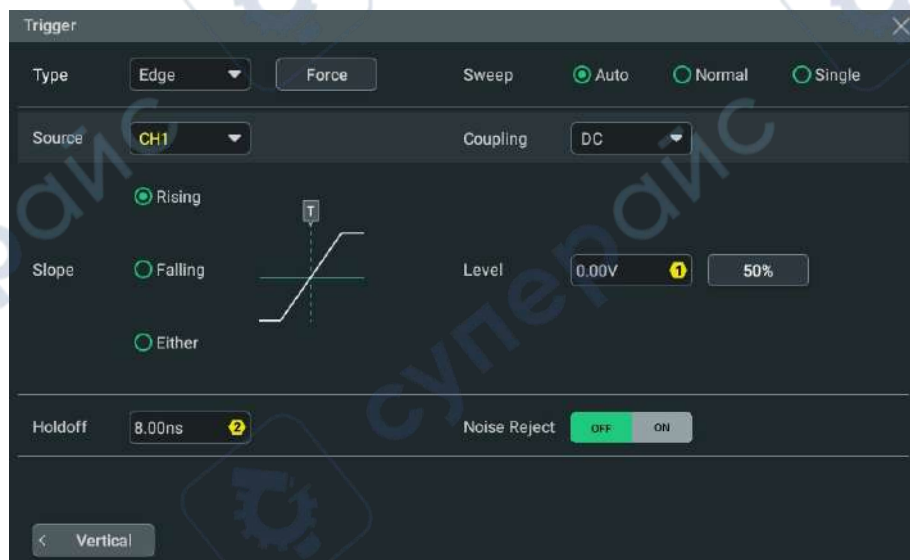 Trigger
Type Edge Force Sweep Auto Normal Single
Source CH1 Coupling DC
Rising
T
Slope Falling Level 0.00V 1 50%
Either
Holdoff 8.00ns 2 Noise Reject OFF ON
< Vertical
суперайс